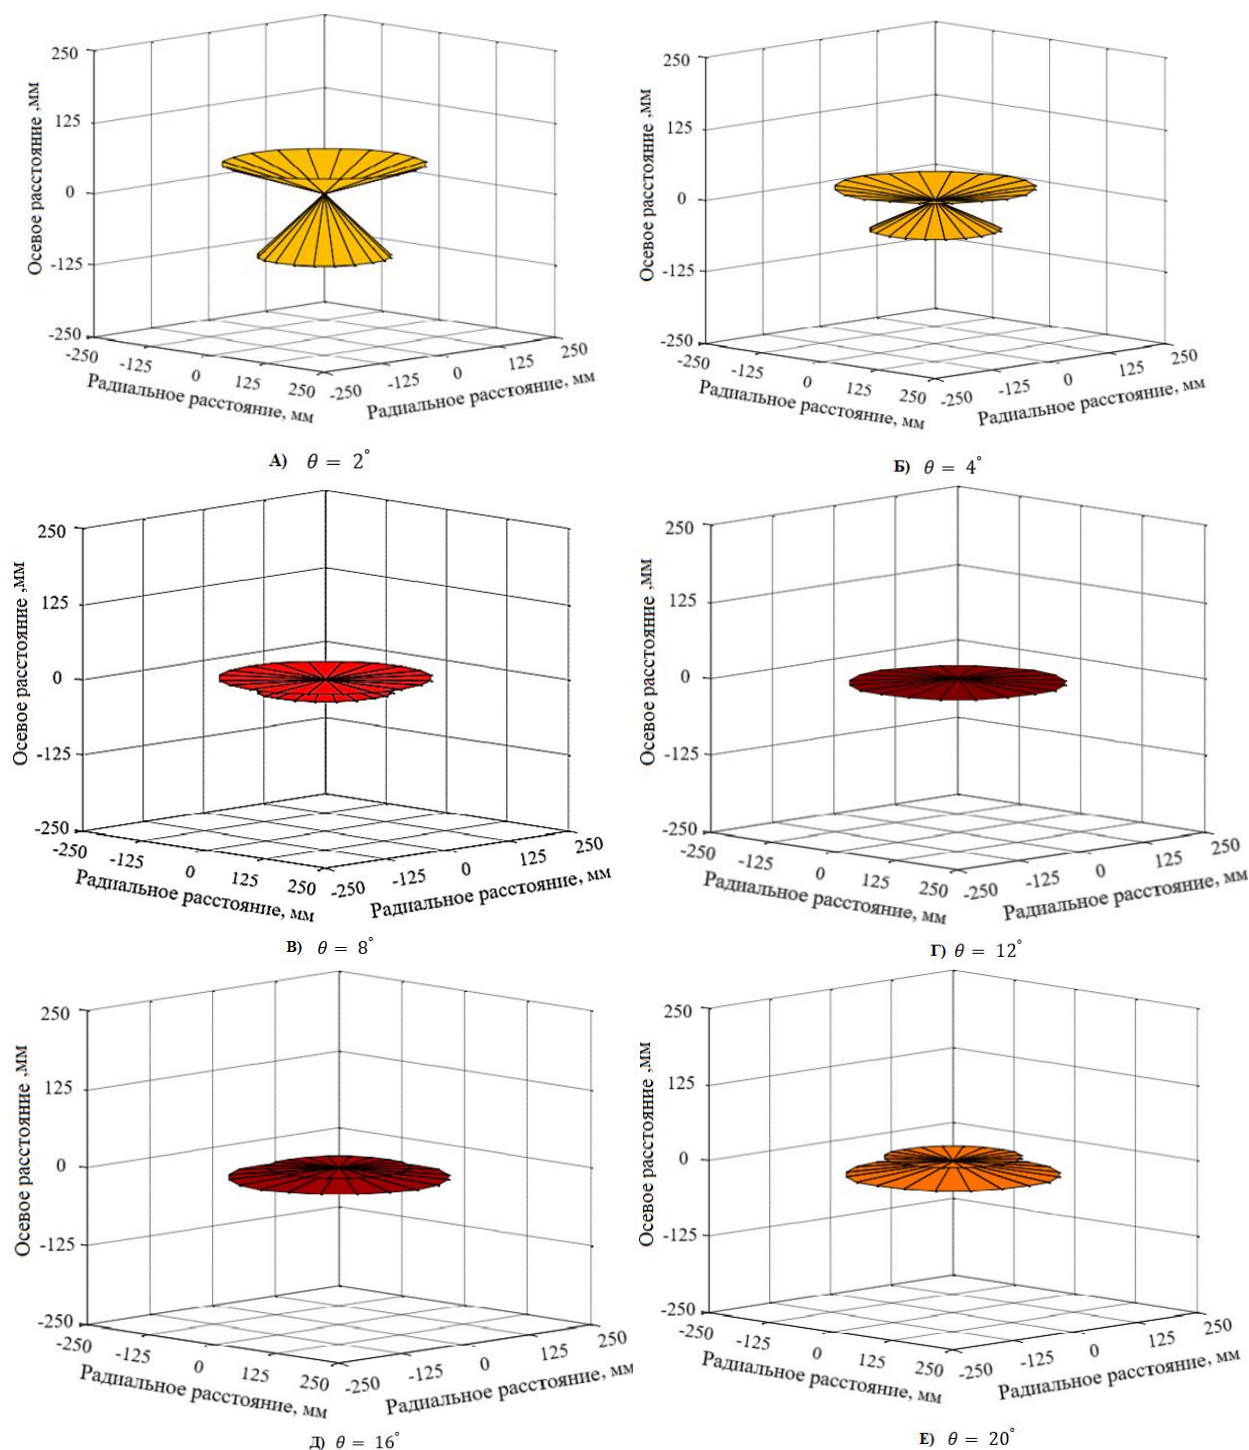 250
125
0
-125
-250
Осевое расстояние ,мм
-250 -125 0 125 250
Радиальное расстояние, мм
-250 -125 0 125 250
Радиальное расстояние, мм
А) θ = 2°
250
125
0
-125
-250
Осевое расстояние ,мм
-250 -125 0 125 250
Радиальное расстояние, мм
-250 -125 0 125 250
Радиальное расстояние, мм
Б) θ = 4°
250
125
0
-125
-250
Осевое расстояние ,мм
-250 -125 0 125 250
Радиальное расстояние, мм
-250 -125 0 125 250
Радиальное расстояние, мм
В) θ = 8°
250
125
0
-125
-250
Осевое расстояние ,мм
-250 -125 0 125 250
Радиальное расстояние, мм
-250 -125 0 125 250
Радиальное расстояние, мм
Г) θ = 12°
250
125
0
-125
-250
Осевое расстояние ,мм
-250 -125 0 125 250
Радиальное расстояние, мм
-250 -125 0 125 250
Радиальное расстояние, мм
Д) θ = 16°
250
125
0
-125
-250
Осевое расстояние ,мм
-250 -125 0 125 250
Радиальное расстояние, мм
-250 -125 0 125 250
Радиальное расстояние, мм
Е) θ = 20°